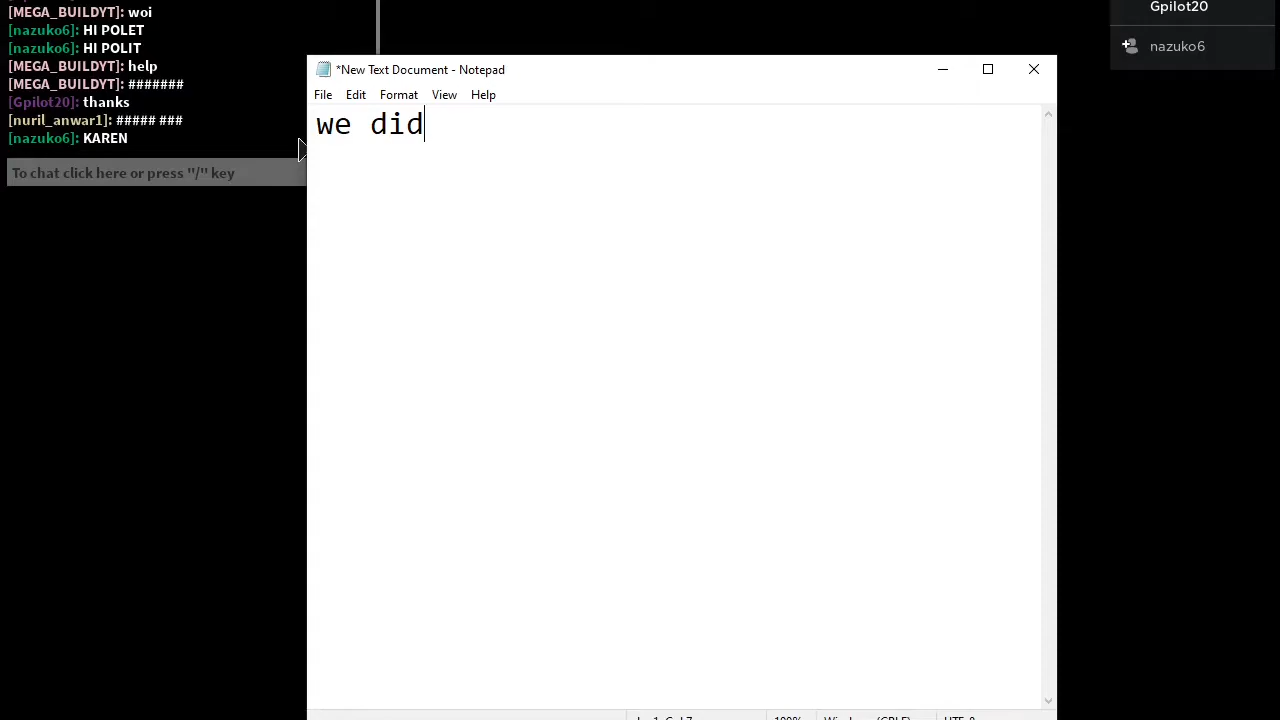 [MEGA_BUILDYT]: woi
[nazuko6]: HI POLET
[nazuko6]: HI POLIT
[MEGA_BUILDYT]: help
[MEGA_BUILDYT]: #######
[Gpilot20]: thanks
[nuril_anwar1]: ##### ###
[nazuko6]: KAREN
To chat click here or press "/" key
Gpilot20
nazuko6
*New Text Document - Notepad
File Edit Format View Help
we did
100%